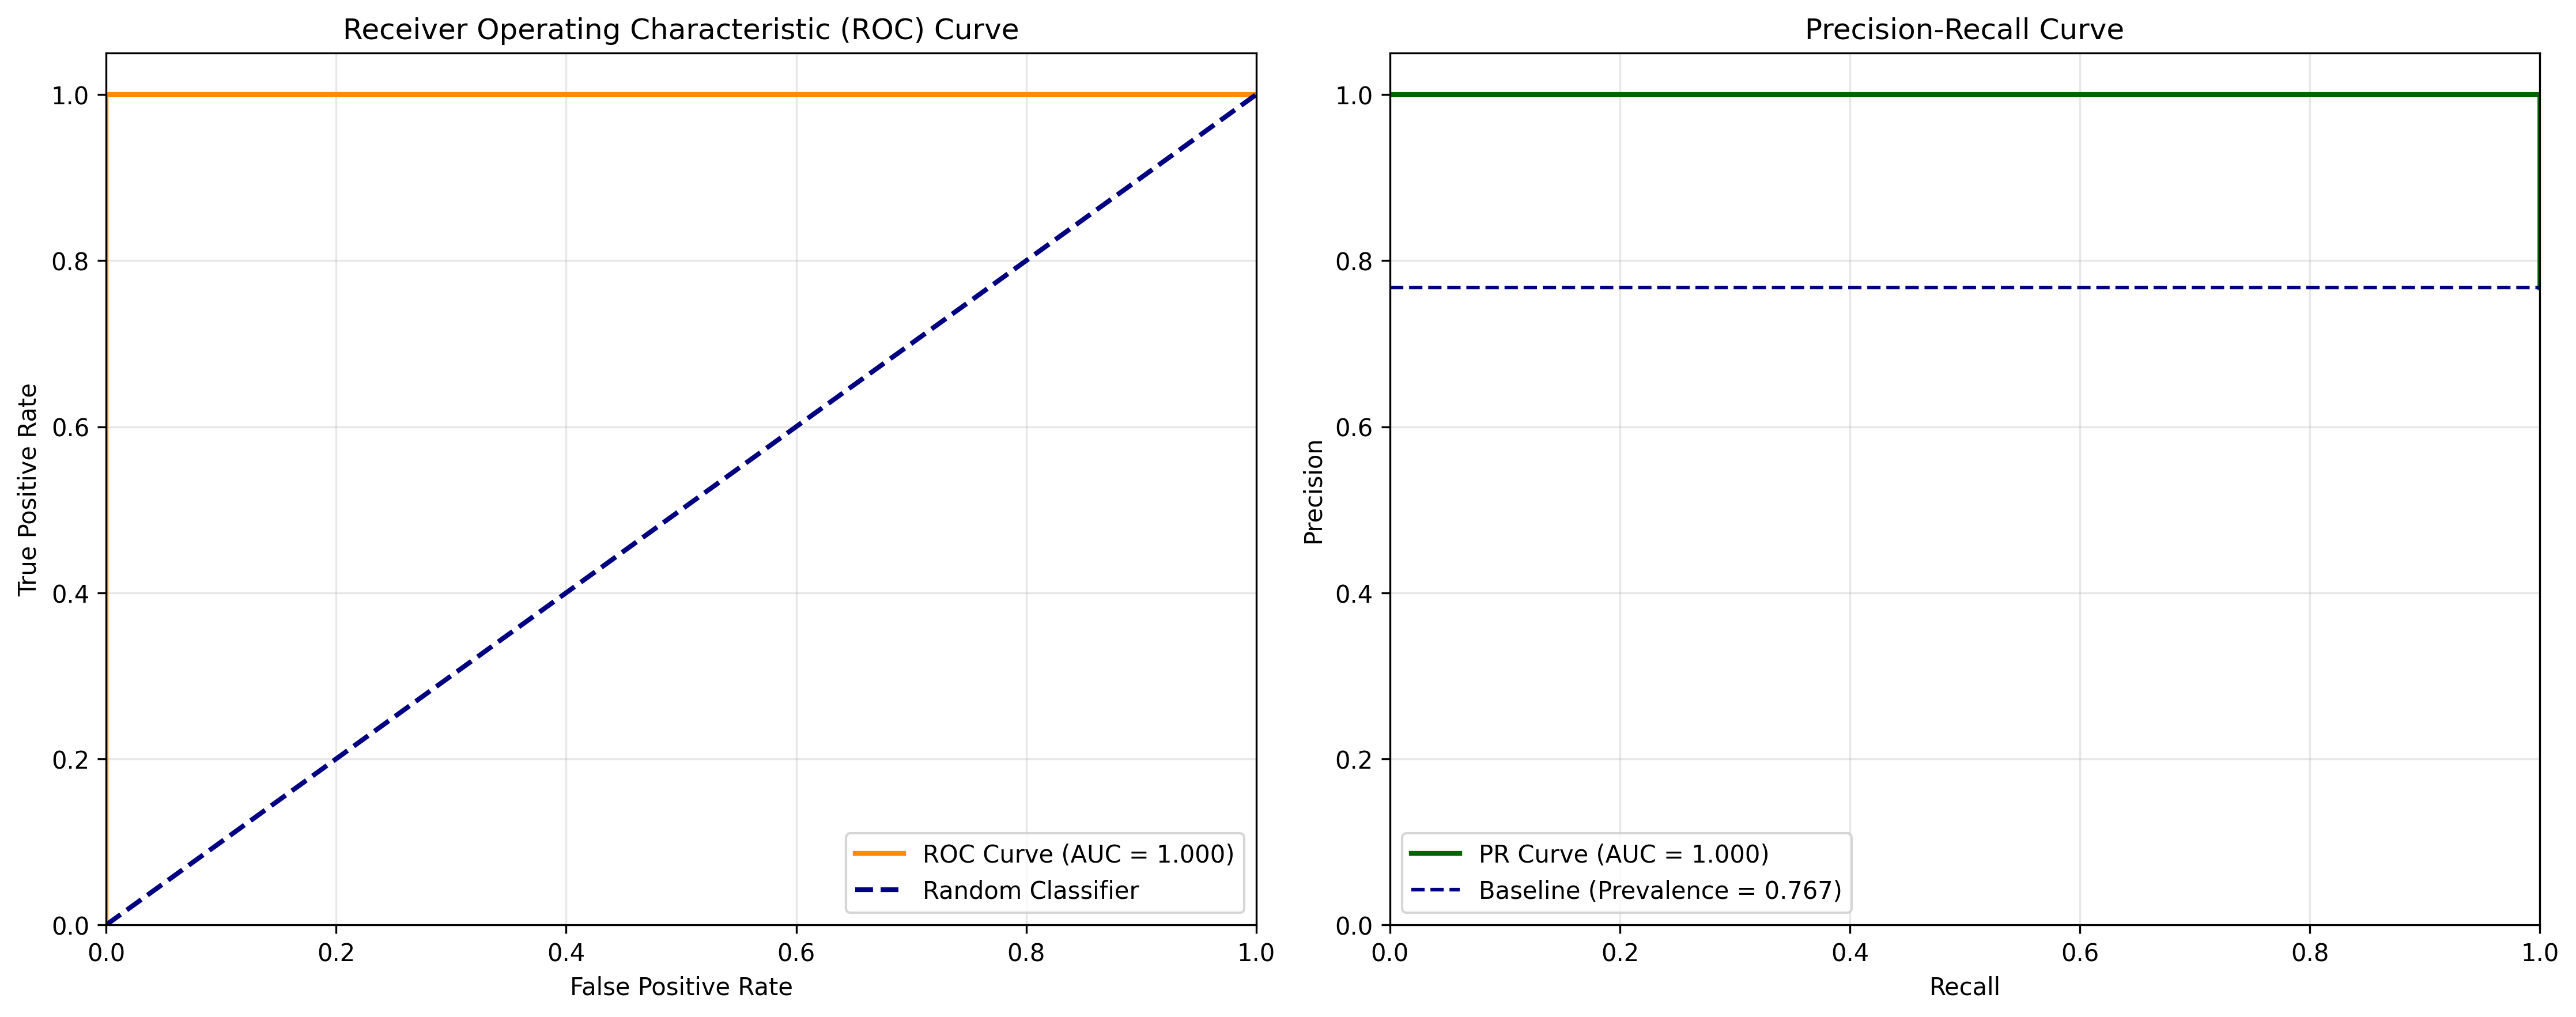 Receiver Operating Characteristic (ROC) Curve
1.0
0.8
0.6
0.4
0.2
0.0
True Positive Rate
ROC Curve (AUC = 1.000)
Random Classifier
0.0 0.2 0.4 0.6 0.8 1.0
False Positive Rate
Precision-Recall Curve
1.0
0.8
0.6
0.4
0.2
0.0
Precision
PR Curve (AUC = 1.000)
Baseline (Prevalence = 0.767)
0.0 0.2 0.4 0.6 0.8 1.0
Recall